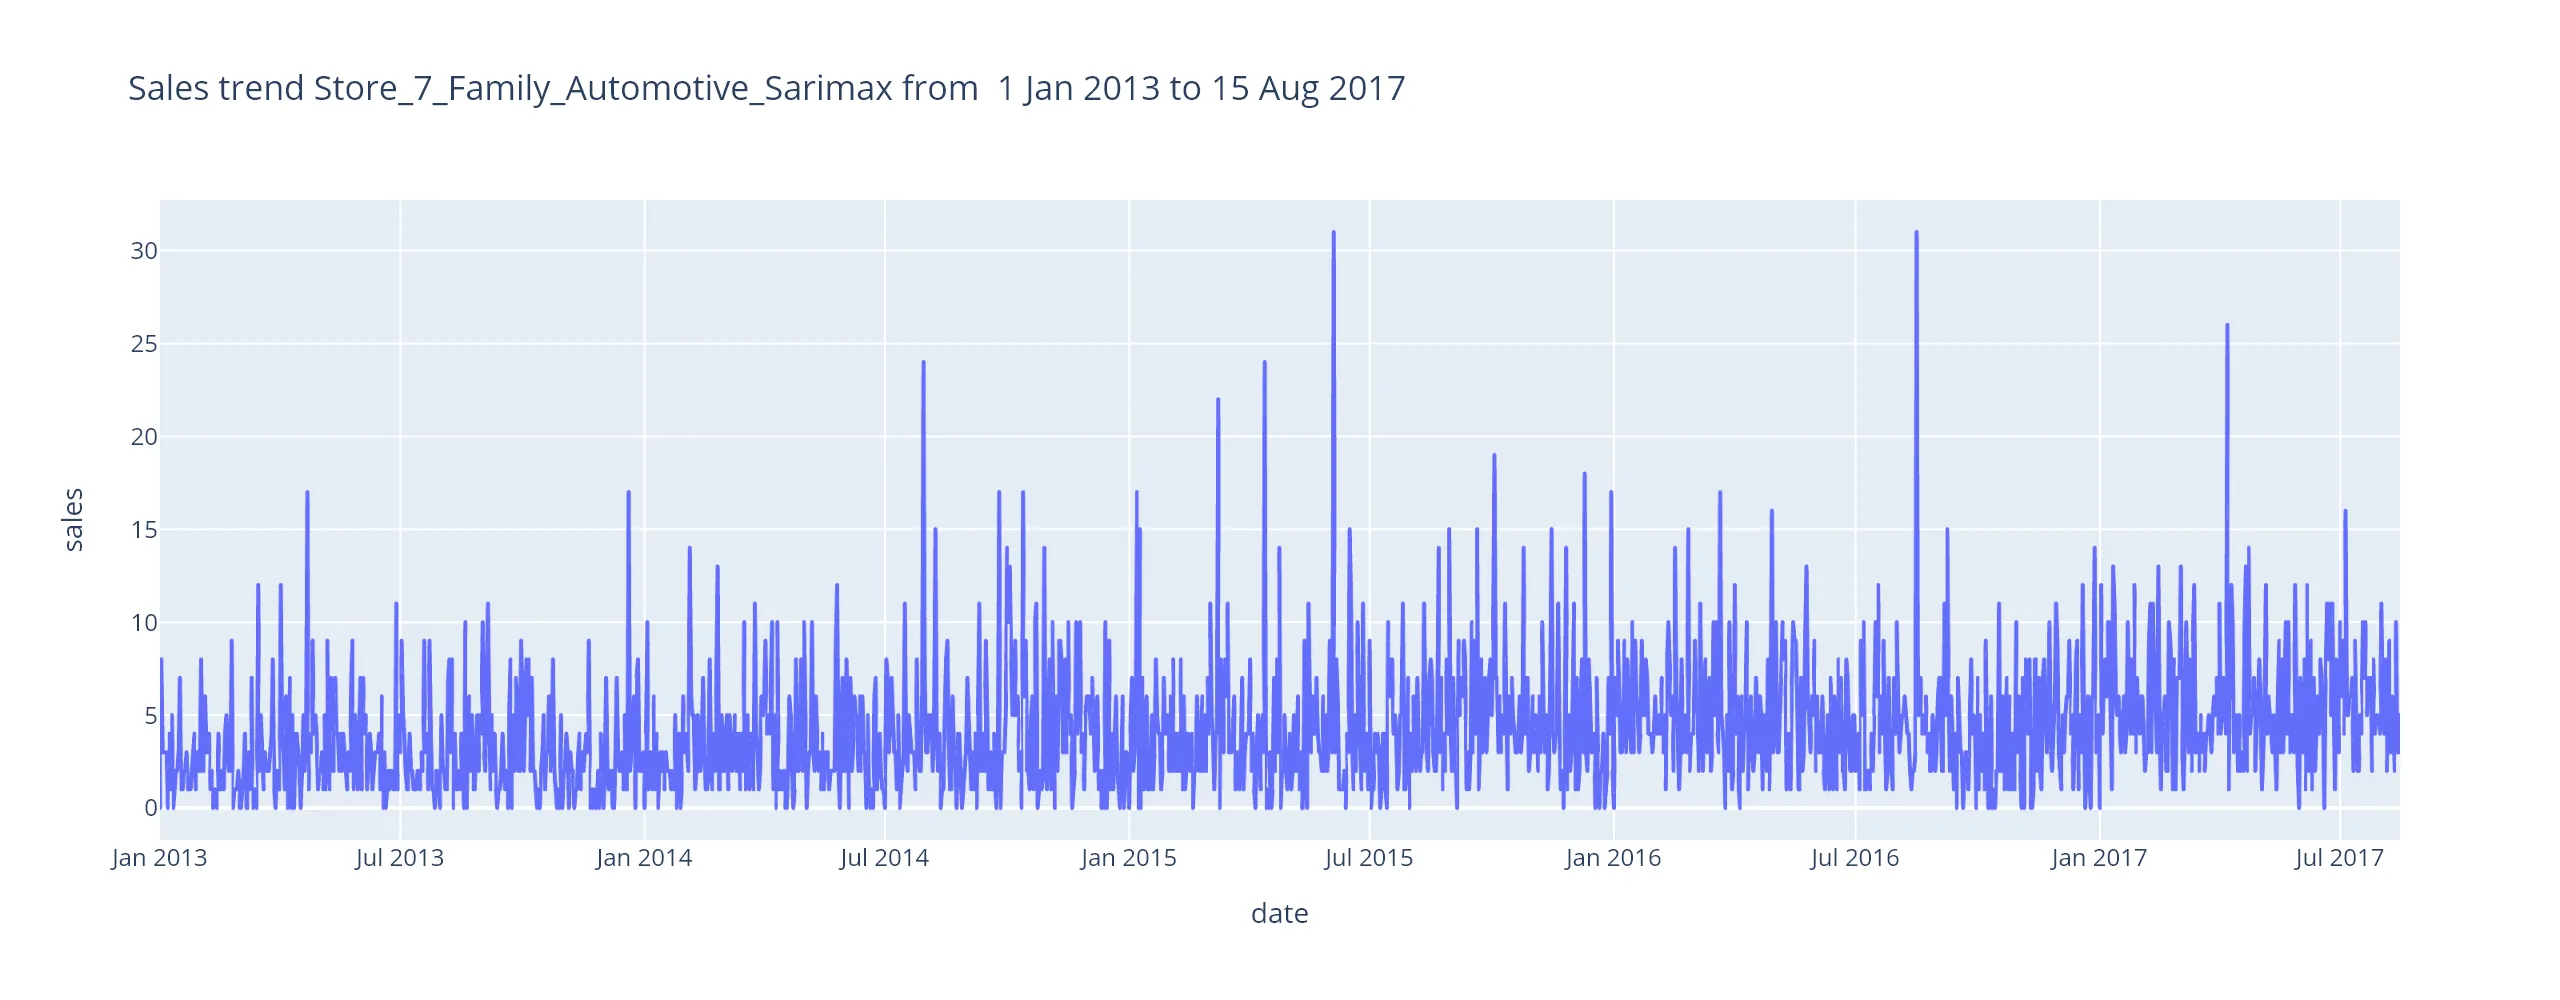 Sales trend Store_7_Family_Automotive_Sarimax from  1 Jan 2013 to 15 Aug 2017
30
25
20
15
10
5
0
sales
Jan 2013 Jul 2013 Jan 2014 Jul 2014 Jan 2015 Jul 2015 Jan 2016 Jul 2016 Jan 2017 Jul 2017
date